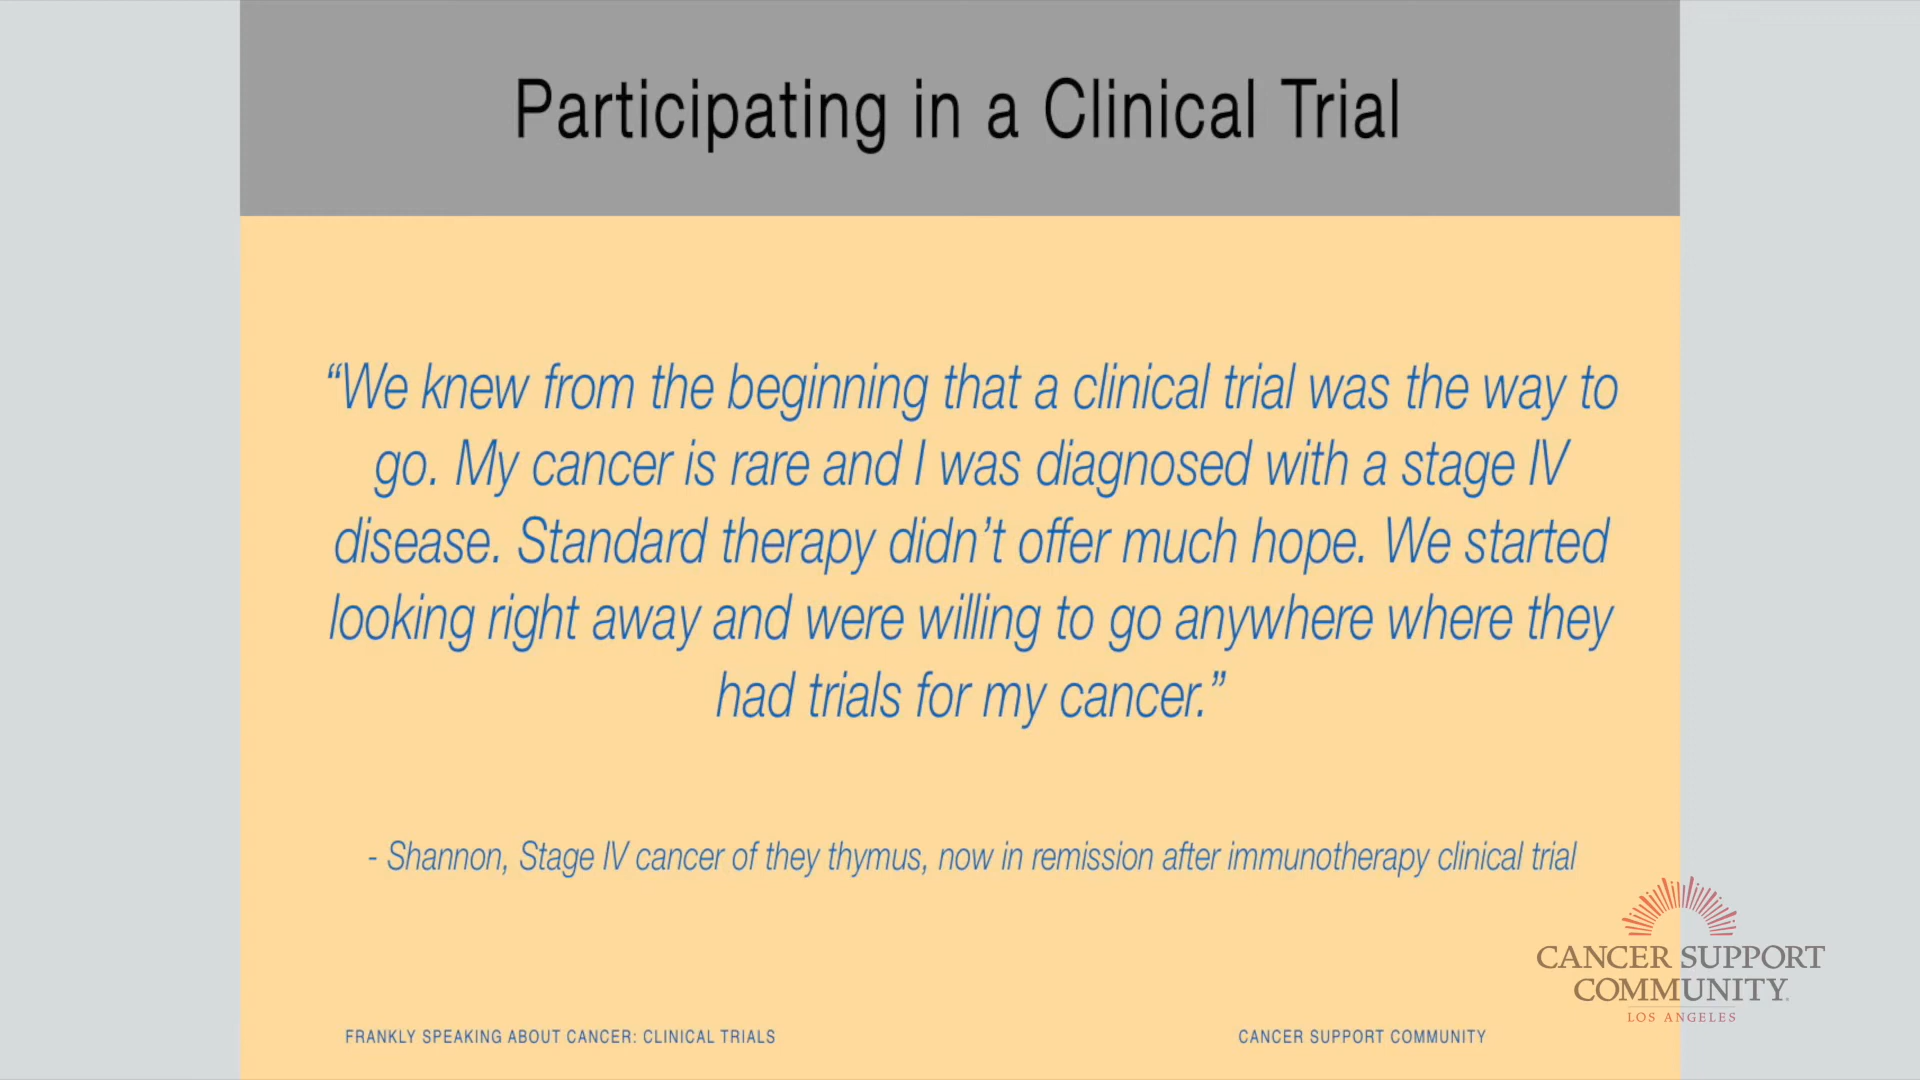 Participating in a Clinical Trial
“We knew from the beginning that a clinical trial was the way to
go. My cancer is rare and I was diagnosed with a stage IV
disease. Standard therapy didn’t offer much hope. We started
looking right away and were willing to go anywhere where they
had trials for my cancer.”
- Shannon, Stage IV cancer of they thymus, now in remission after immunotherapy clinical trial
CANCER SUPPORT
COMMUNITY
LOS ANGELES
FRANKLY SPEAKING ABOUT CANCER: CLINICAL TRIALS
CANCER SUPPORT COMMUNITY